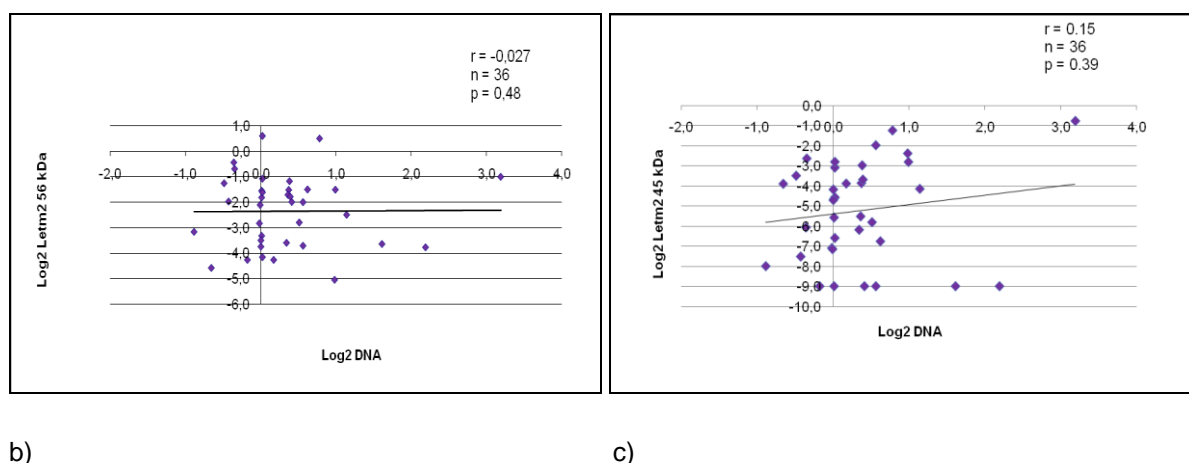 r = -0,027
n = 36
p = 0,48
1,0
0,0
-2,0 -1,0 0,0 1,0 2,0 3,0 4,0
-1,0
-2,0
-3,0
-4,0
-5,0
-6,0
Log2 Letm2 56 kDa
Log2 DNA
r = 0.15
n = 36
p = 0.39
0,0
-2,0 -1,0 0,0 1,0 2,0 3,0 4,0
-1,0
-2,0
-3,0
-4,0
-5,0
-6,0
-7,0
-8,0
-9,0
-10,0
Log2 Letm2 45 kDa
Log2 DNA
b) c)